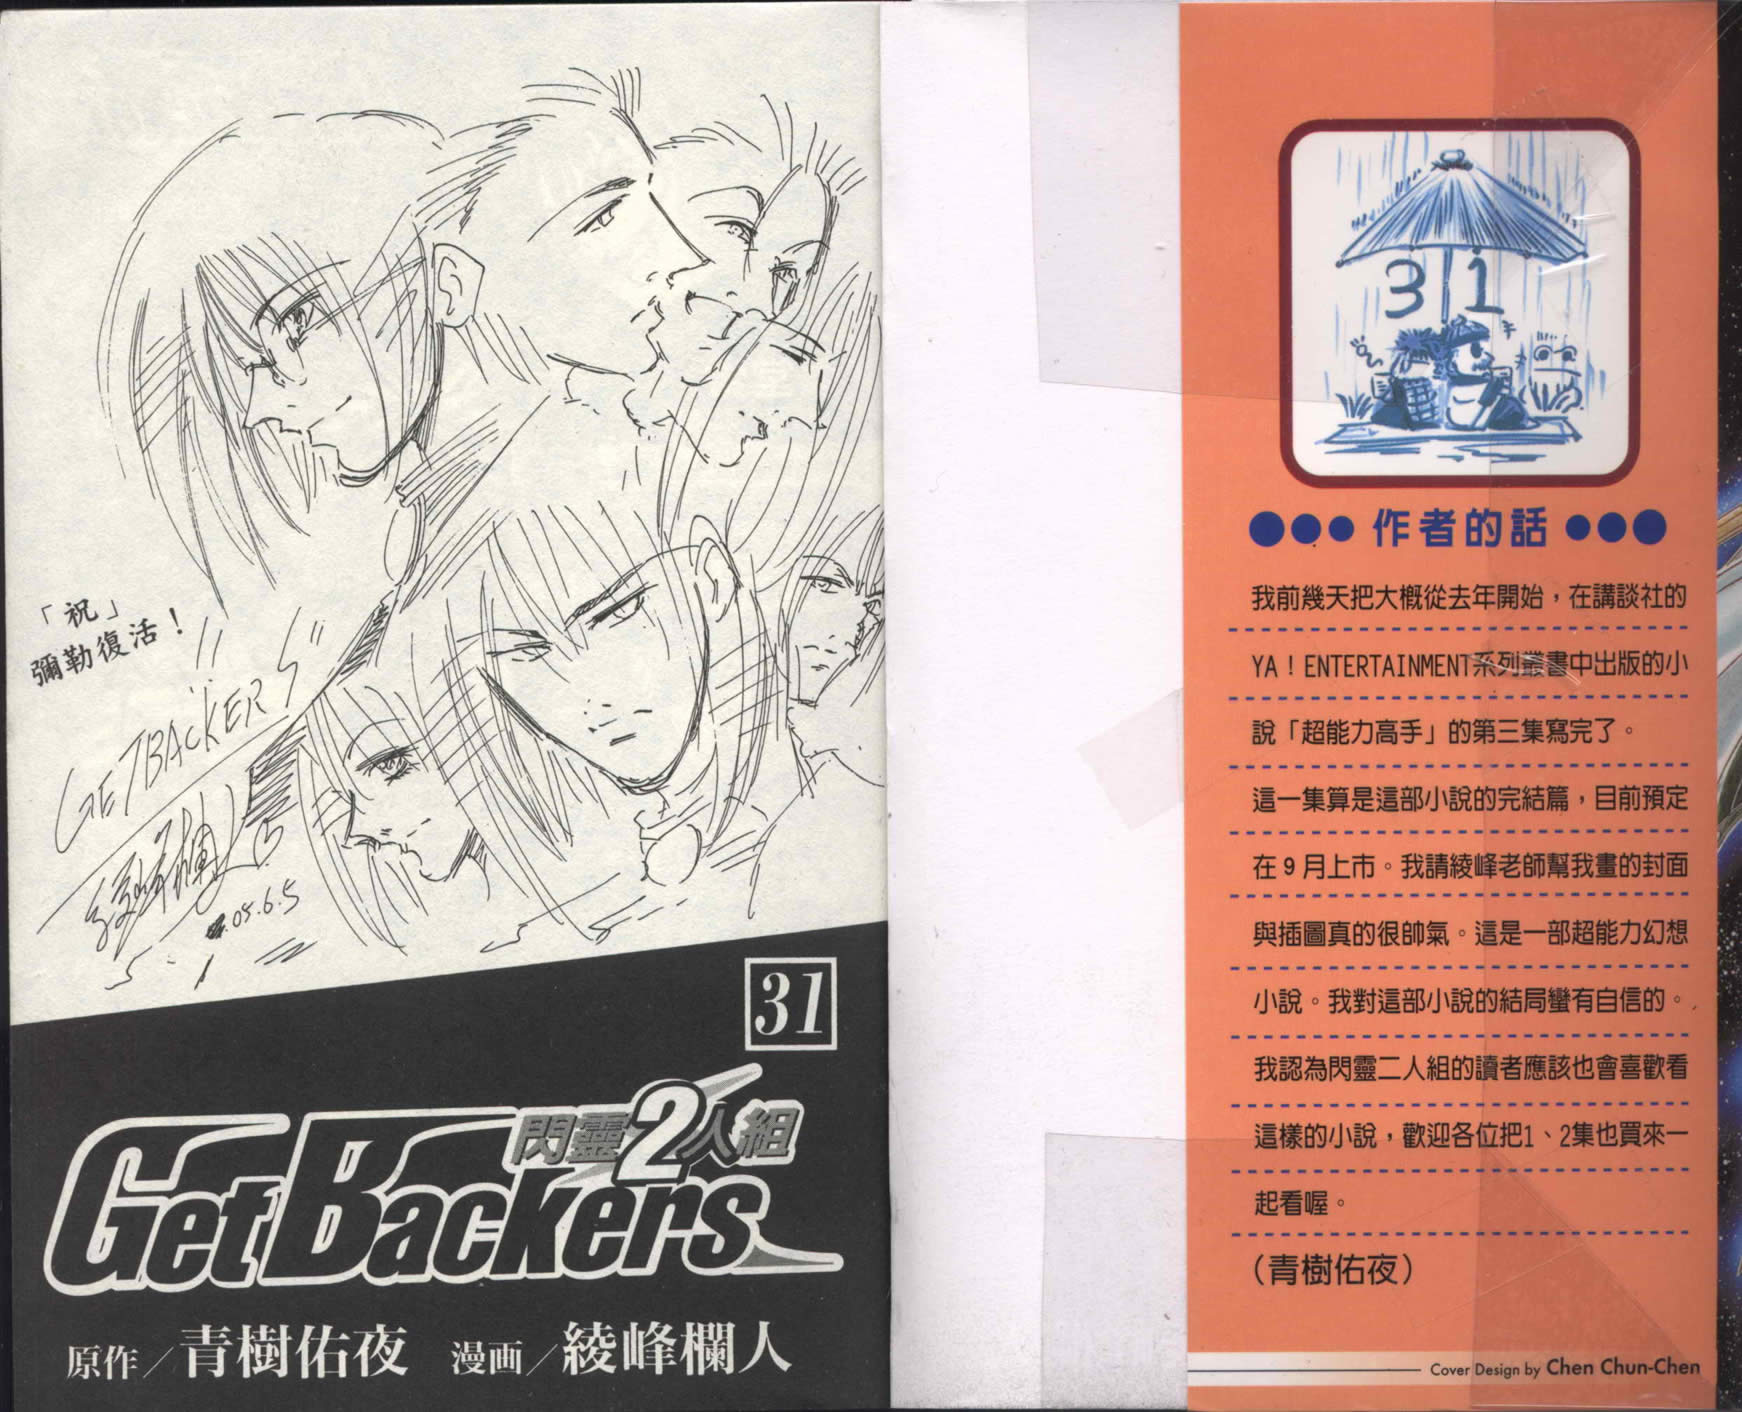 「祝」
彌勒復活！
"GETBACKERS"
綾峰欄人
'05.6.5
31
閃靈2人組
GetBackers
原作／青樹佑夜 漫画／綾峰欄人
31
作者的話
我前幾天把大概從去年開始，在講談社的
YA！ENTERTAINMENT系列叢書中出版的小
說「超能力高手」的第三集寫完了。
這一集算是這部小說的完結篇，目前預定
在9月上市。我請綾峰老師幫我畫的封面
與插圖真的很帥氣。這是一部超能力幻想
小說。我對這部小說的結局蠻有自信的。
我認為閃靈二人組的讀者應該也會喜歡看
這樣的小說，歡迎各位把1、2集也買來一
起看喔。
（青樹佑夜）
Cover Design by Chen Chun-Chen